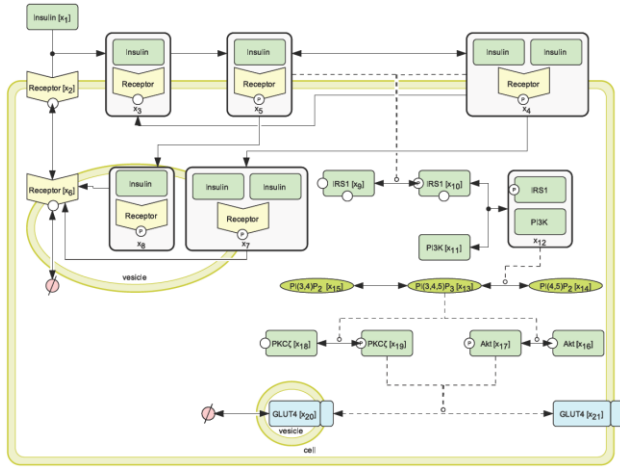 Insulin [x1]
Insulin
Insulin
Insulin
Insulin
Receptor [x2]
Receptor
P
x3
Receptor
P
x5
Receptor
P
x4
Receptor [x6]
Insulin
Insulin
Insulin
Receptor
P
x8
Receptor
P
x7
vesicle
IRS1 [x9]
P
IRS1 [x10]
P
IRS1
PI3K
PI3K [x11]
x12
PI(3,4)P2 [x15]
PI(3,4,5)P3 [x13]
PI(4,5)P2 [x14]
PKCζ [x18]
P
PKCζ [x19]
P
Akt [x17]
Akt [x16]
GLUT4 [x20]
GLUT4 [x21]
vesicle
cell